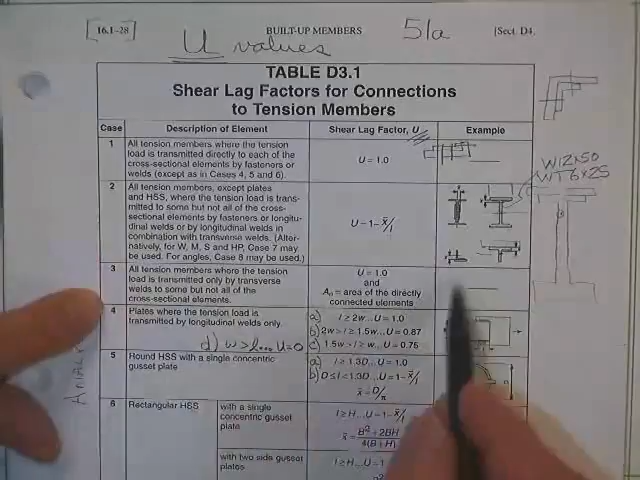 [16.1–28]
BUILT-UP MEMBERS
51a
[Sect. D4.
U values
TABLE D3.1
Shear Lag Factors for Connections
to Tension Members
Case
Description of Element
Shear Lag Factor, U
Example
1
All tension members where the tension
load is transmitted directly to each of the
cross-sectional elements by fasteners or
welds (except as in Cases 4, 5 and 6).
U = 1.0
W12x50
WT6x25
2
All tension members, except plates
and HSS, where the tension load is trans-
mitted to some but not all of the cross-
sectional elements by fasteners or longitu-
dinal welds or by longitudinal welds in
combination with transverse welds. (Alter-
natively, for W, M, S and HP, Case 7 may
be used. For angles, Case 8 may be used.)
U = 1 – x̄/l
3
All tension members where the tension
load is transmitted only by transverse
welds to some but not all of the
cross-sectional elements.
U = 1.0
and
An = area of the directly
connected elements
4
Plates where the tension load is
transmitted by longitudinal welds only.
d) w > l... U = 0
a) l ≥ 2w... U = 1.0
b) 2w > l ≥ 1.5w... U = 0.87
c) 1.5w > l ≥ w... U = 0.75
5
Round HSS with a single concentric
gusset plate
a) l ≥ 1.3D... U = 1.0
b) D ≤ l < 1.3D... U = 1 – x̄/l
x̄ = D/π
D
6
Rectangular HSS
with a single
concentric gusset
plate
l ≥ H... U = 1 – x̄/l
x̄ = B² + 2BH / 4(B + H)
with two side gusset
plates
l ≥ H... U = 1